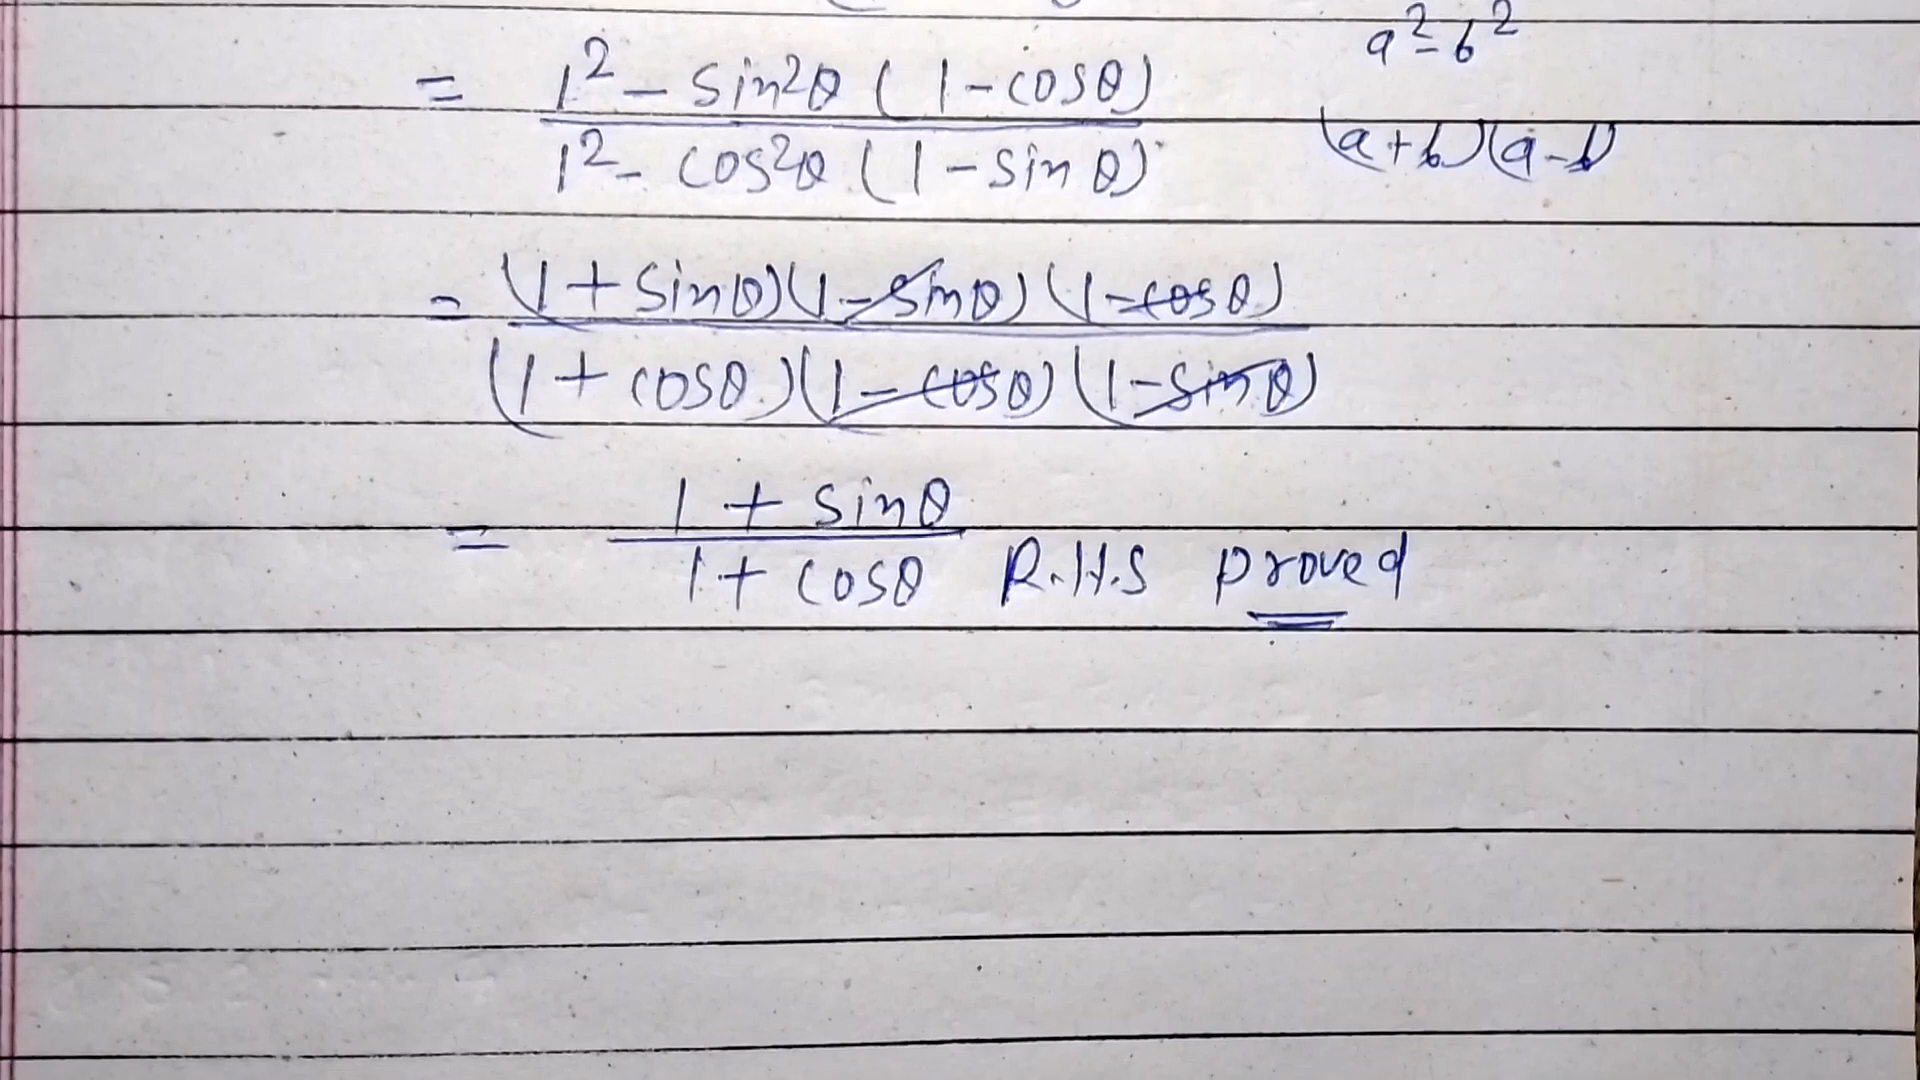 a²-b²
= 1² - sin²θ (1-cosθ)
1² - cos²θ (1-sinθ)
(a+b)(a-b)
= (1+sinθ)(1-sinθ)(1-cosθ)
(1+cosθ)(1-cosθ)(1-sinθ)
= 1+sinθ
1+cosθ R.H.S proved